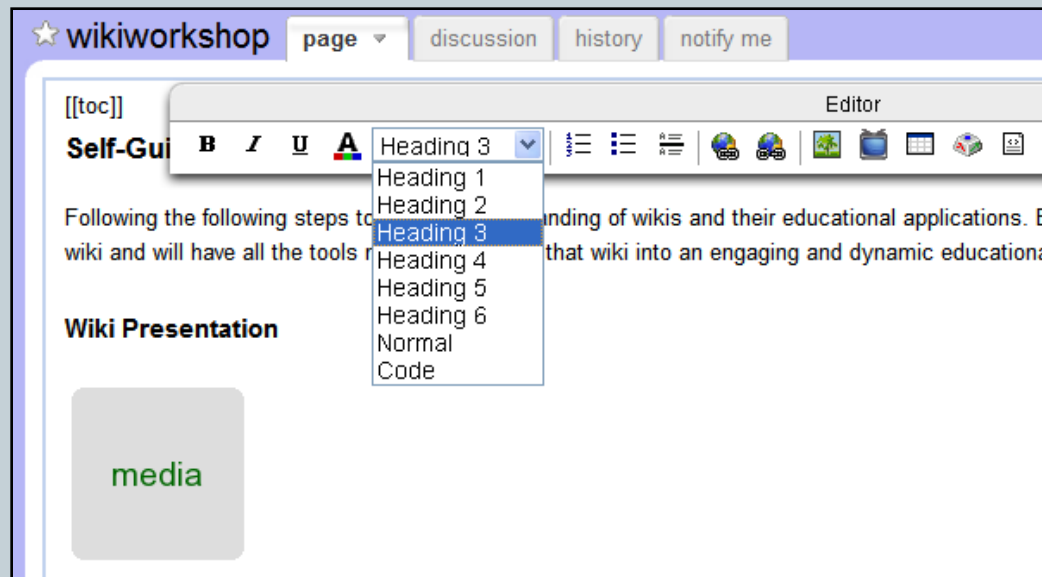 wikiworkshop page discussion history notify me
[[toc]]
Editor
Self-Gui B I U A Heading 3
Heading 1
Heading 2
Heading 3
Heading 4
Heading 5
Heading 6
Normal
Code
Following the following steps to nding of wikis and their educational applications.
wiki and will have all the tools that wiki into an engaging and dynamic educationa
Wiki Presentation
media